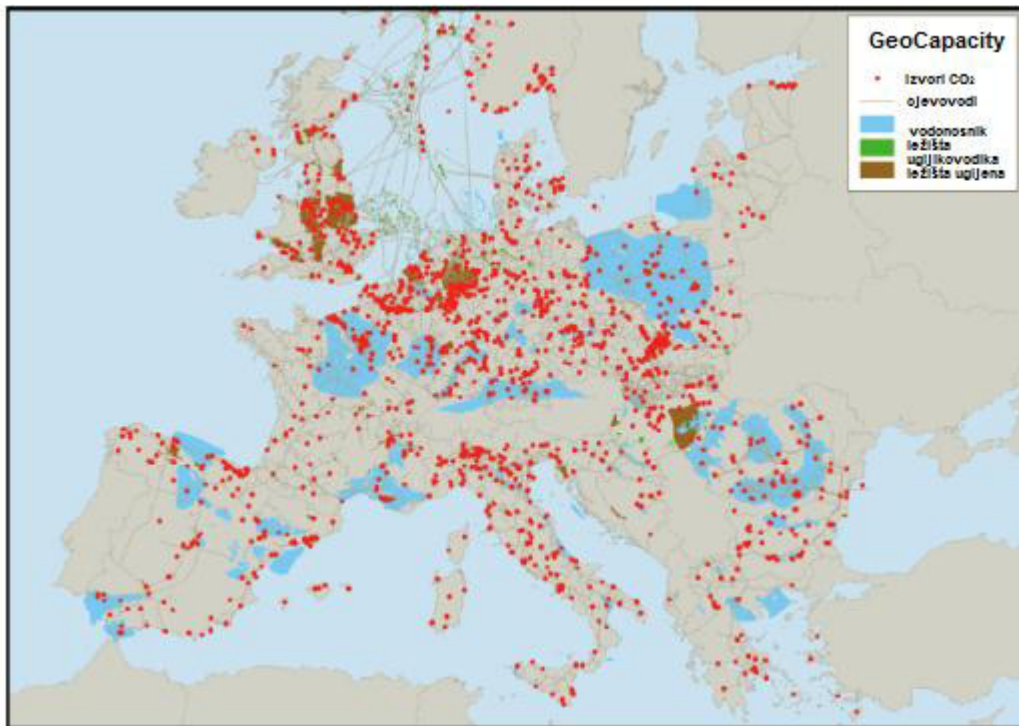 GeoCapacity
Izvori CO₂
cjevovodi
vodonosnik
ležišta
ugljikovodika
ležišta ugljena